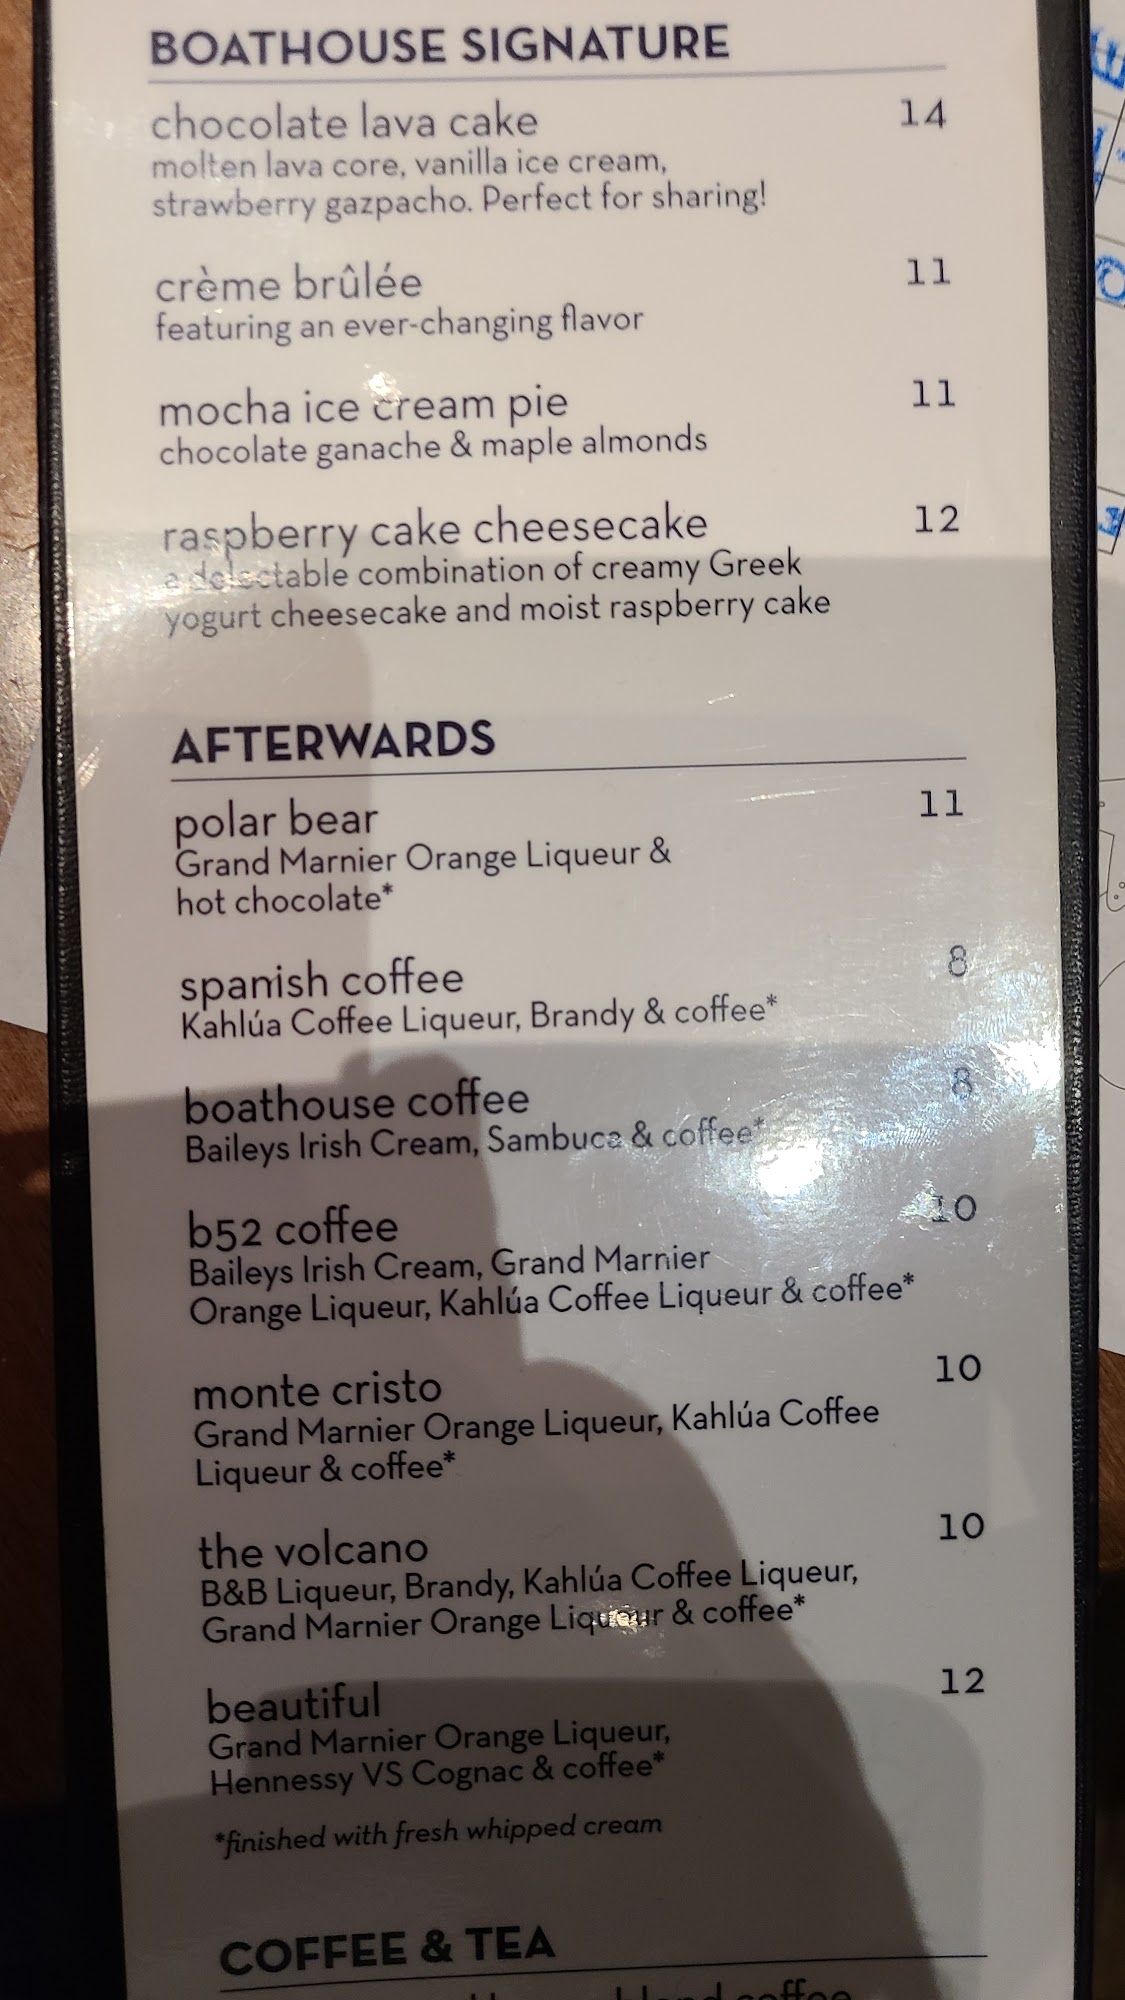 BOATHOUSE SIGNATURE
chocolate lava cake 14
molten lava core, vanilla ice cream,
strawberry gazpacho. Perfect for sharing!
crème brûlée 11
featuring an ever-changing flavor
mocha ice cream pie 11
chocolate ganache & maple almonds
raspberry cake cheesecake 12
a delectable combination of creamy Greek
yogurt cheesecake and moist raspberry cake
AFTERWARDS
polar bear 11
Grand Marnier Orange Liqueur &
hot chocolate*
spanish coffee 8
Kahlúa Coffee Liqueur, Brandy & coffee*
boathouse coffee 8
Baileys Irish Cream, Sambuca & coffee*
b52 coffee 10
Baileys Irish Cream, Grand Marnier
Orange Liqueur, Kahlúa Coffee Liqueur & coffee*
monte cristo 10
Grand Marnier Orange Liqueur, Kahlúa Coffee
Liqueur & coffee*
the volcano 10
B&B Liqueur, Brandy, Kahlúa Coffee Liqueur,
Grand Marnier Orange Liqueur & coffee*
beautiful 12
Grand Marnier Orange Liqueur,
Hennessy VS Cognac & coffee*
*finished with fresh whipped cream
COFFEE & TEA
blend coffee